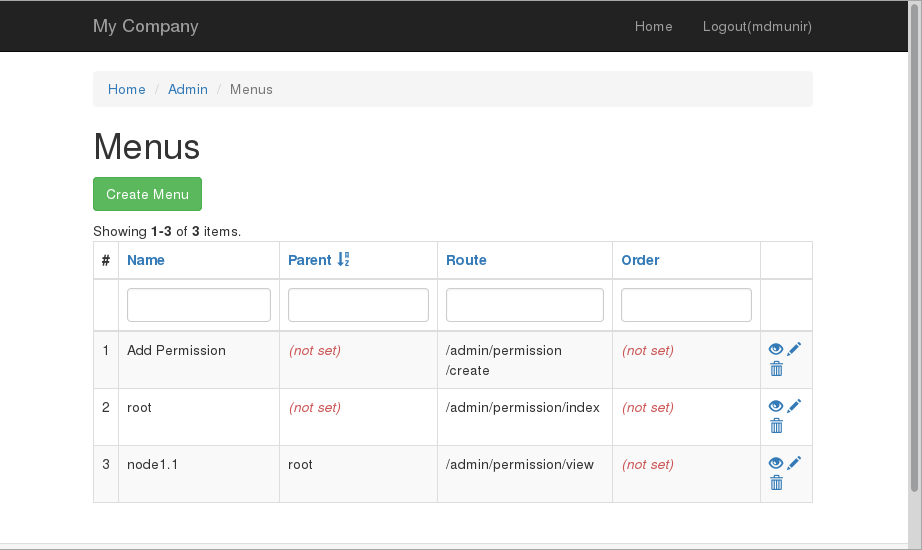 My Company Home Logout(mdmunir)
Home / Admin / Menus
Menus
Create Menu
Showing 1-3 of 3 items.
# Name Parent Route Order
1 Add Permission (not set) /admin/permission (not set)
/create
2 root (not set) /admin/permission/index (not set)
3 node1.1 root /admin/permission/view (not set)